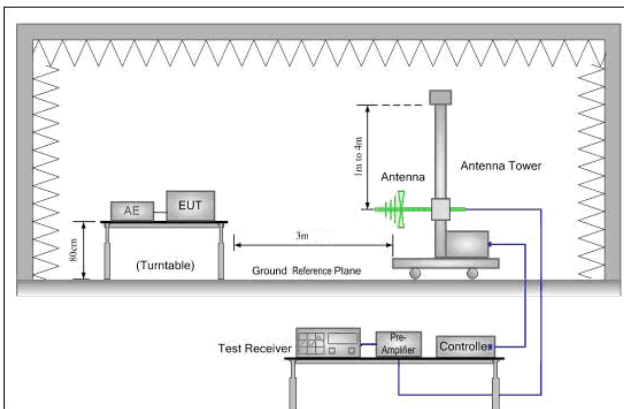 1m to 4m
Antenna
Antenna Tower
AE
EUT
80cm
3m
(Turntable)
Ground Reference Plane
Test Receiver
Pre-
Amplifier
Controller